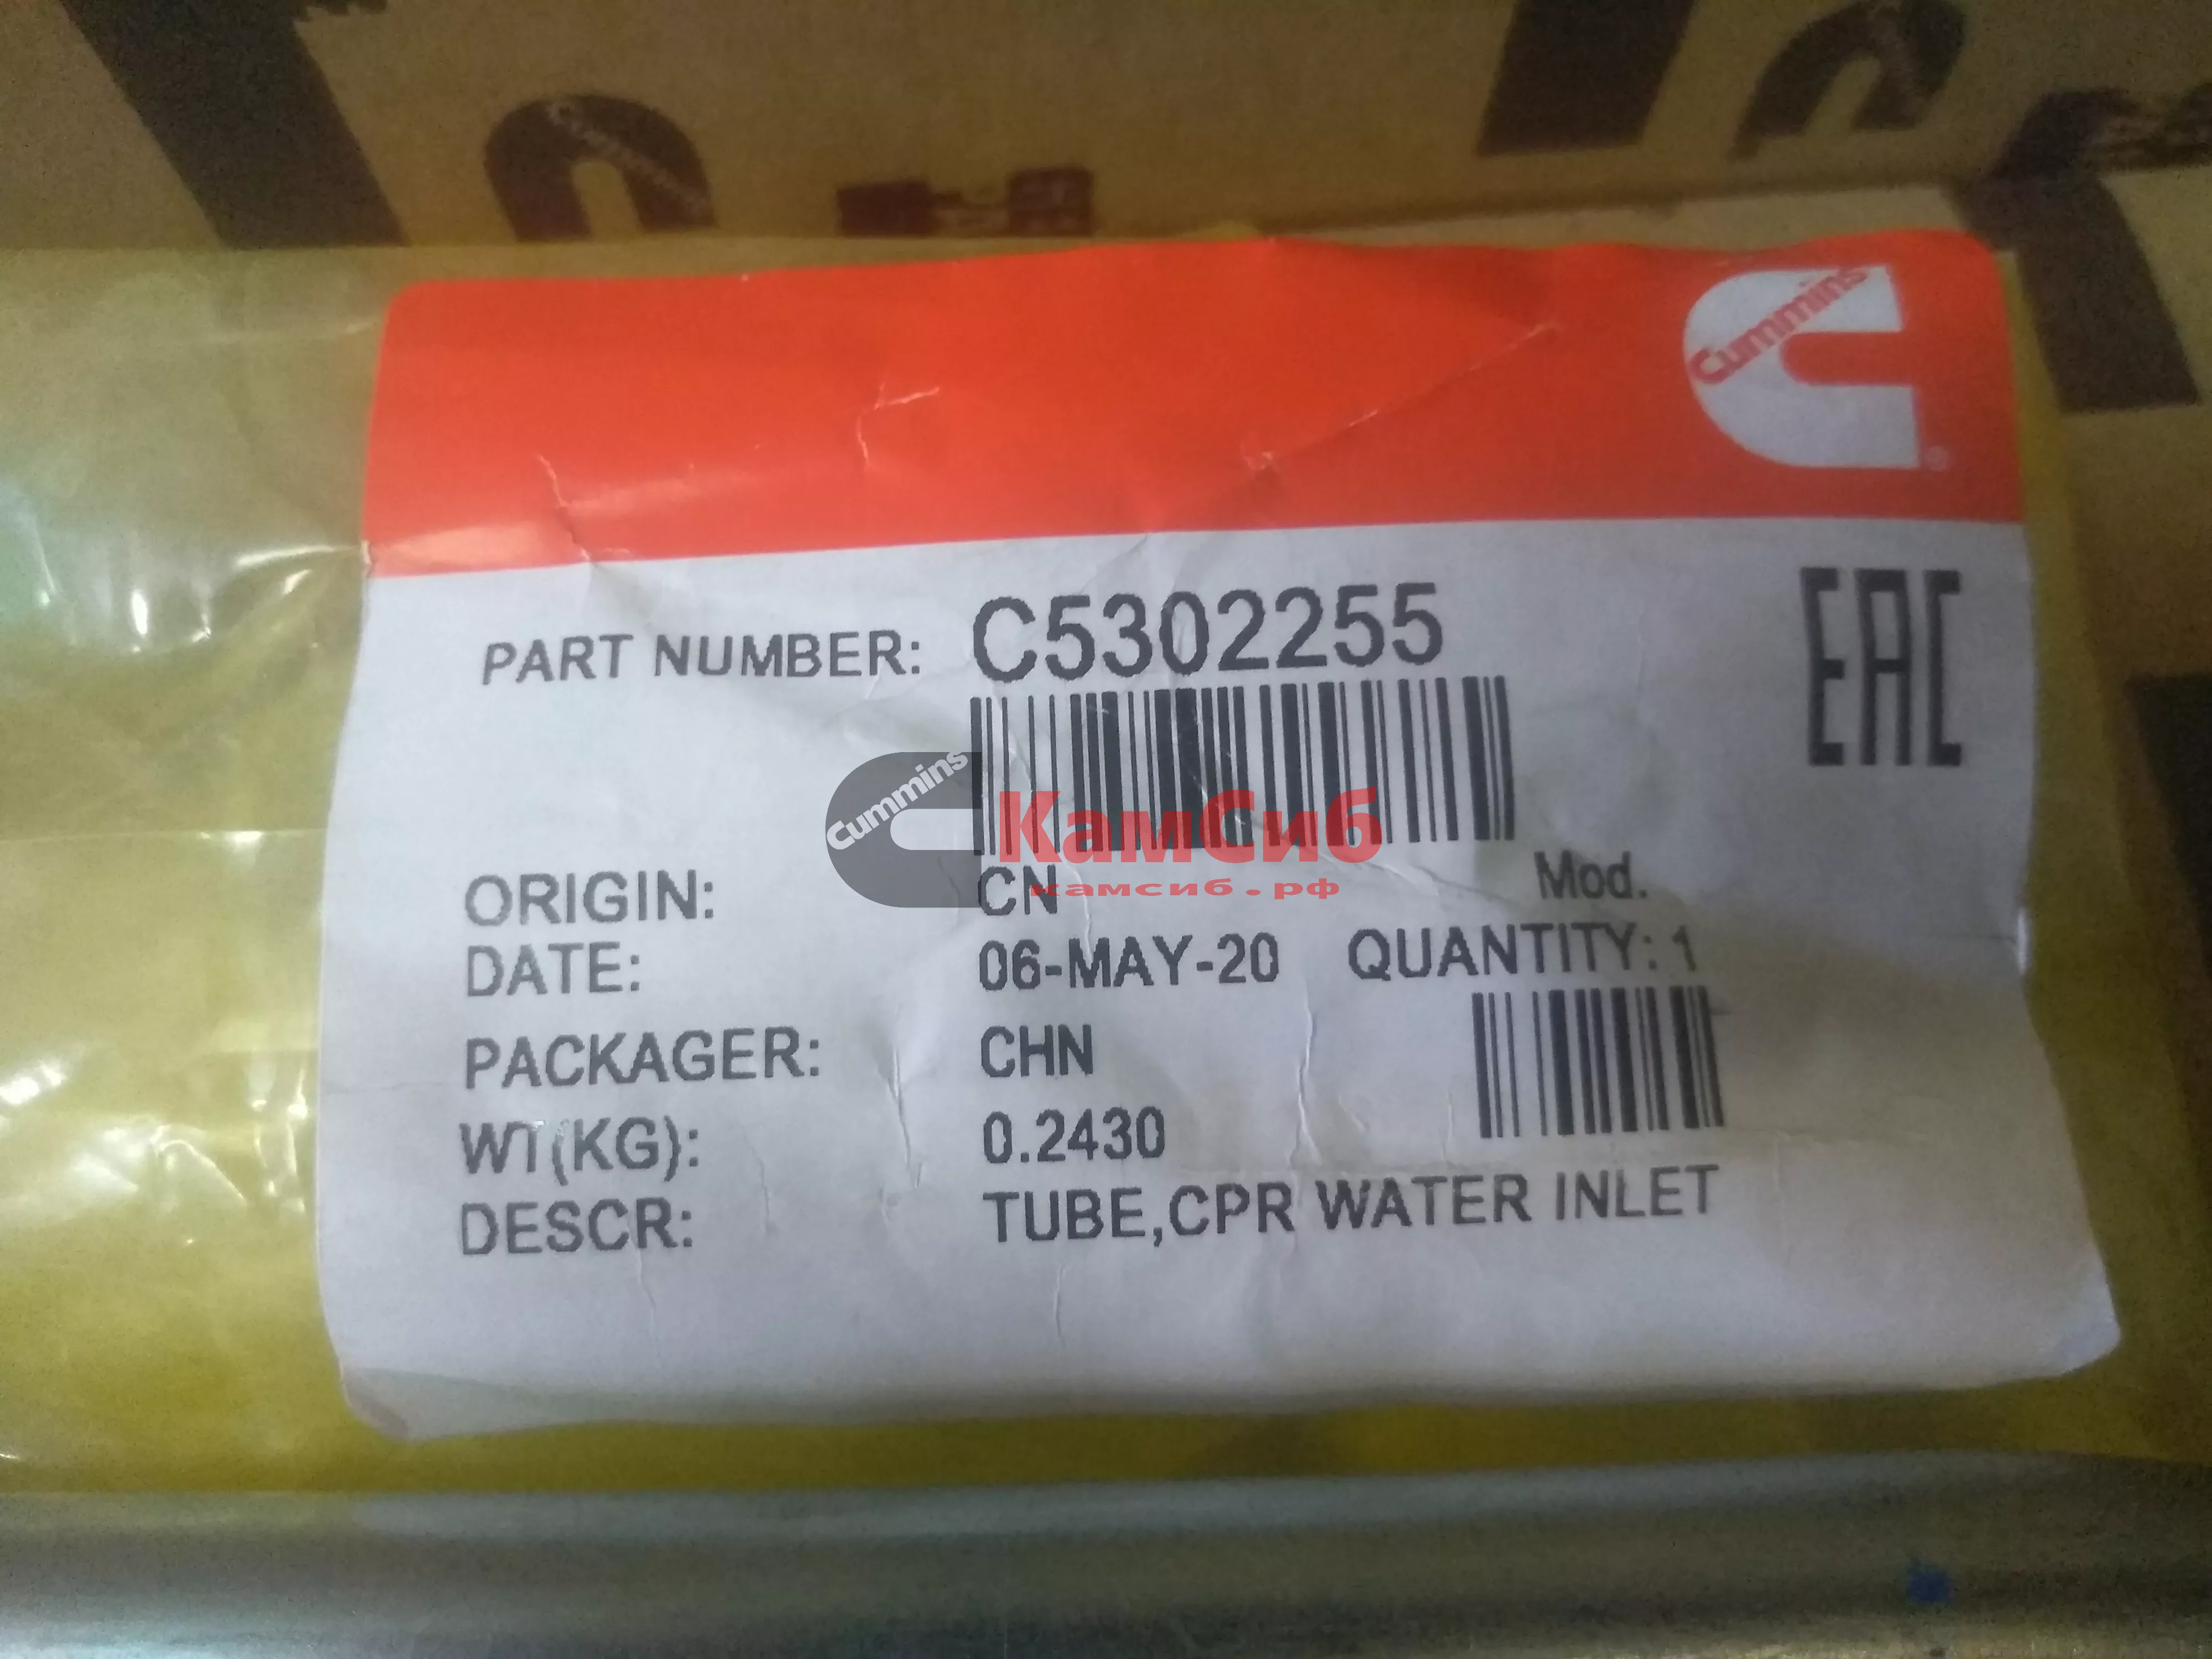 Cummins
Cummins
PART NUMBER: C5302255
EAC
Cummins
КамСиб
камсиб.рф
ORIGIN: CN Mod.
DATE: 06-MAY-20 QUANTITY: 1
PACKAGER: CHN
WT(KG): 0.2430
DESCR: TUBE,CPR WATER INLET